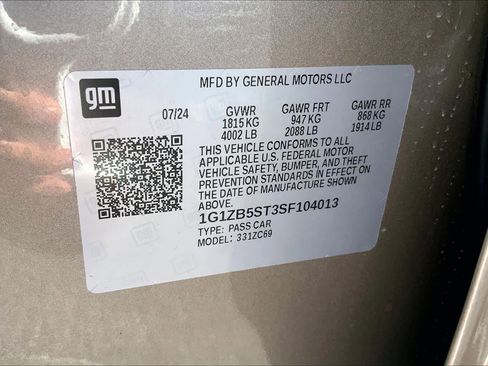 gm
MFD BY GENERAL MOTORS LLC
07/24 GVWR GAWR FRT GAWR RR
1815 KG 947 KG 868 KG
4002 LB 2088 LB 1914 LB
THIS VEHICLE CONFORMS TO ALL
APPLICABLE U.S. FEDERAL MOTOR
VEHICLE SAFETY, BUMPER, AND THEFT
PREVENTION STANDARDS IN EFFECT ON
THE DATE OF MANUFACTURE SHOWN
ABOVE.
1G1ZB5ST3SF104013
TYPE: PASS CAR
MODEL: 331ZC69